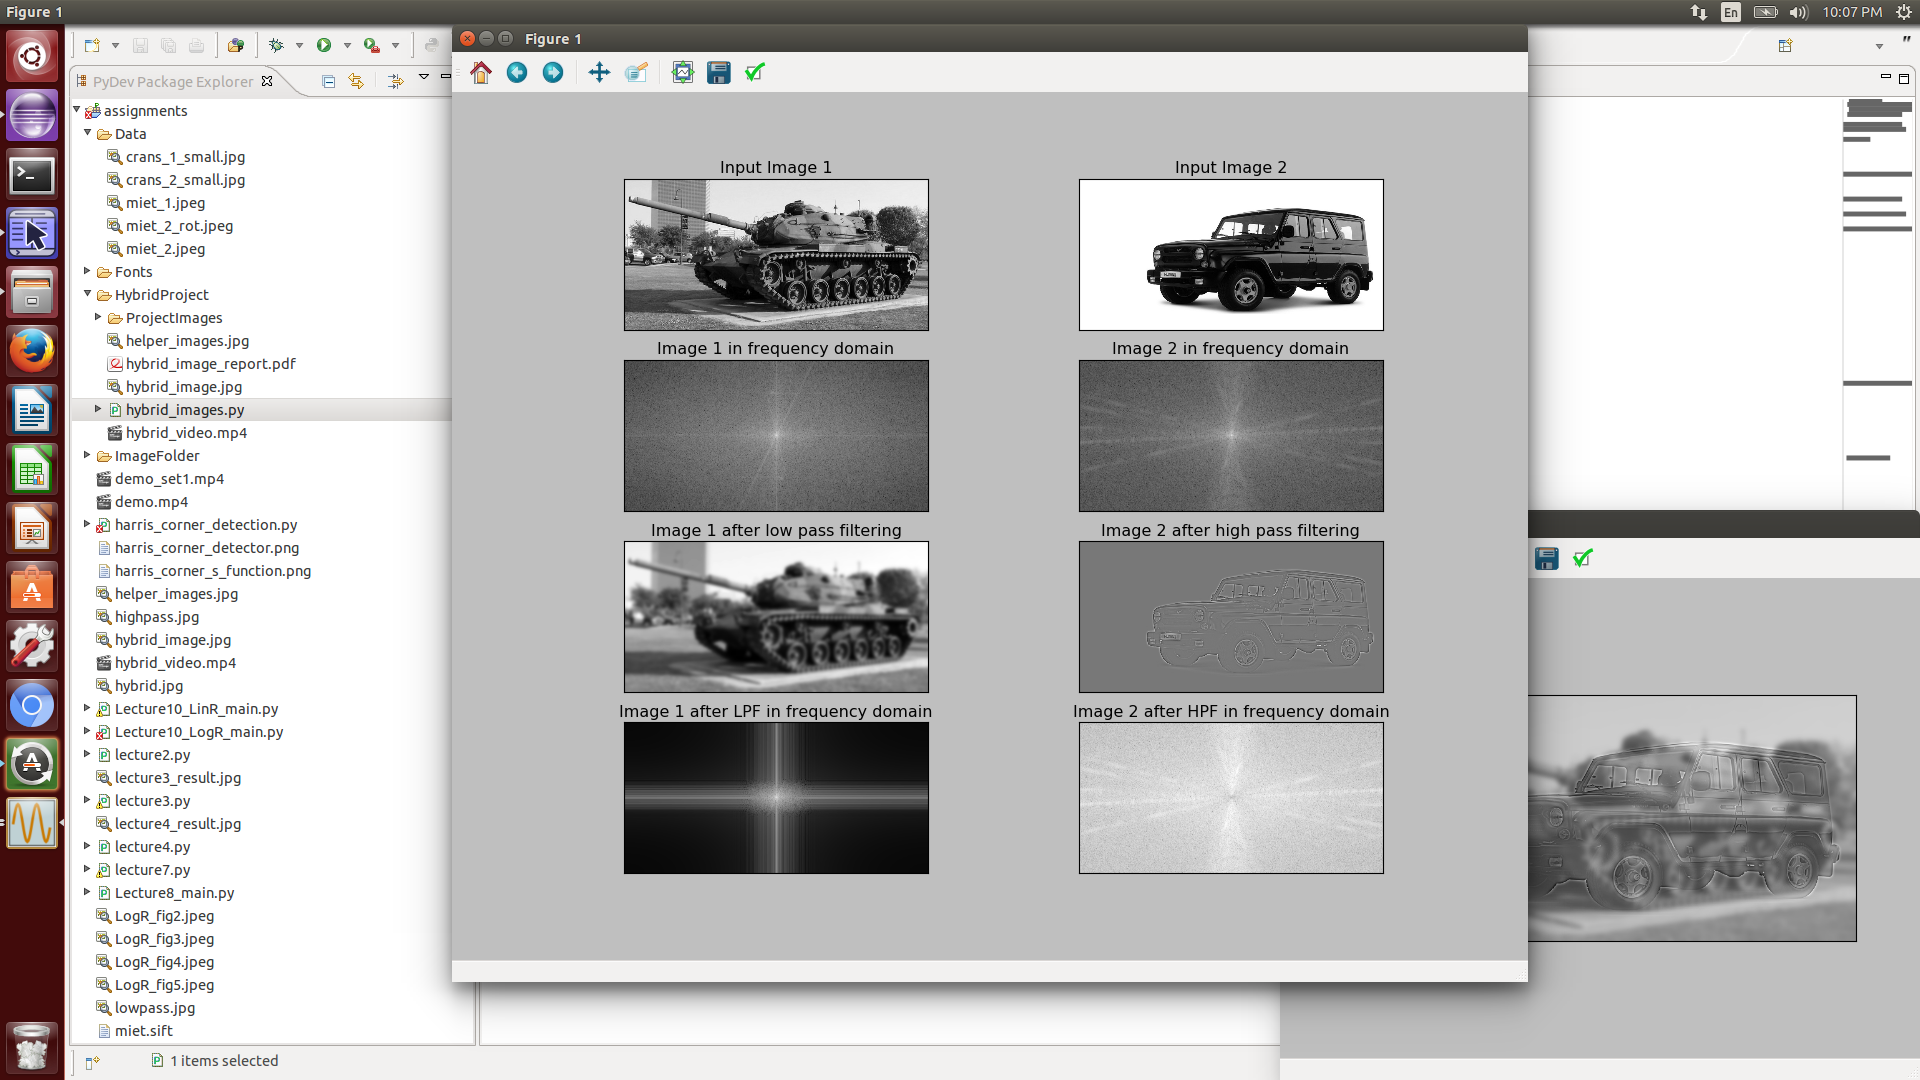 Figure 1
En
10:07 PM
Figure 1
PyDev Package Explorer
assignments
Data
crans_1_small.jpg
crans_2_small.jpg
miet_1.jpeg
miet_2_rot.jpeg
miet_2.jpeg
Fonts
HybridProject
ProjectImages
helper_images.jpg
hybrid_image_report.pdf
hybrid_image.jpg
hybrid_images.py
hybrid_video.mp4
ImageFolder
demo_set1.mp4
demo.mp4
harris_corner_detection.py
harris_corner_detector.png
harris_corner_s_function.png
helper_images.jpg
highpass.jpg
hybrid_image.jpg
hybrid_video.mp4
hybrid.jpg
Lecture10_LinR_main.py
Lecture10_LogR_main.py
lecture2.py
lecture3_result.jpg
lecture3.py
lecture4_result.jpg
lecture4.py
lecture7.py
Lecture8_main.py
LogR_fig2.jpeg
LogR_fig3.jpeg
LogR_fig4.jpeg
LogR_fig5.jpeg
lowpass.jpg
miet.sift
1 items selected
Input Image 1
Input Image 2
Image 1 in frequency domain
Image 2 in frequency domain
Image 1 after low pass filtering
Image 2 after high pass filtering
Image 1 after LPF in frequency domain
Image 2 after HPF in frequency domain